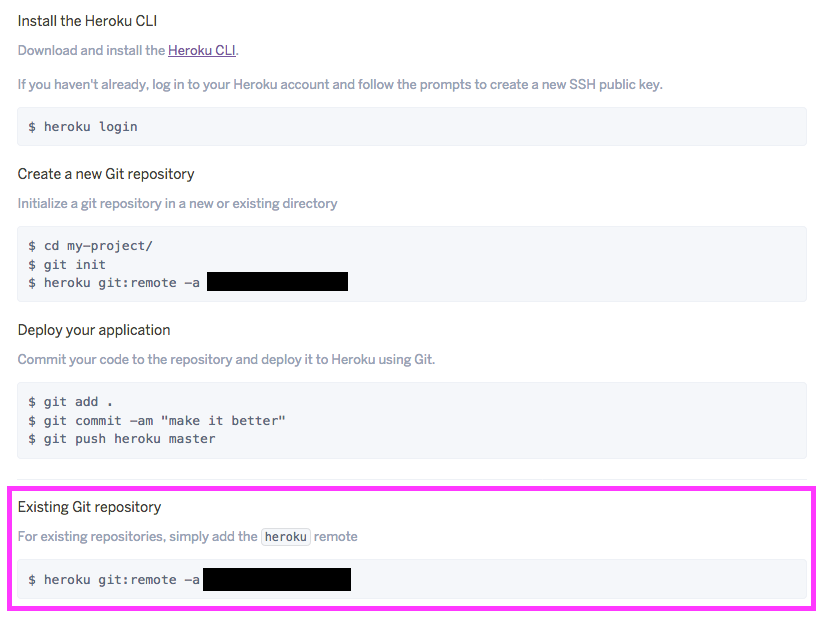 Install the Heroku CLI
Download and install the Heroku CLI.
If you haven't already, log in to your Heroku account and follow the prompts to create a new SSH public key.
$ heroku login
Create a new Git repository
Initialize a git repository in a new or existing directory
$ cd my-project/
$ git init
$ heroku git:remote -a
Deploy your application
Commit your code to the repository and deploy it to Heroku using Git.
$ git add .
$ git commit -am "make it better"
$ git push heroku master
Existing Git repository
For existing repositories, simply add the heroku remote
$ heroku git:remote -a